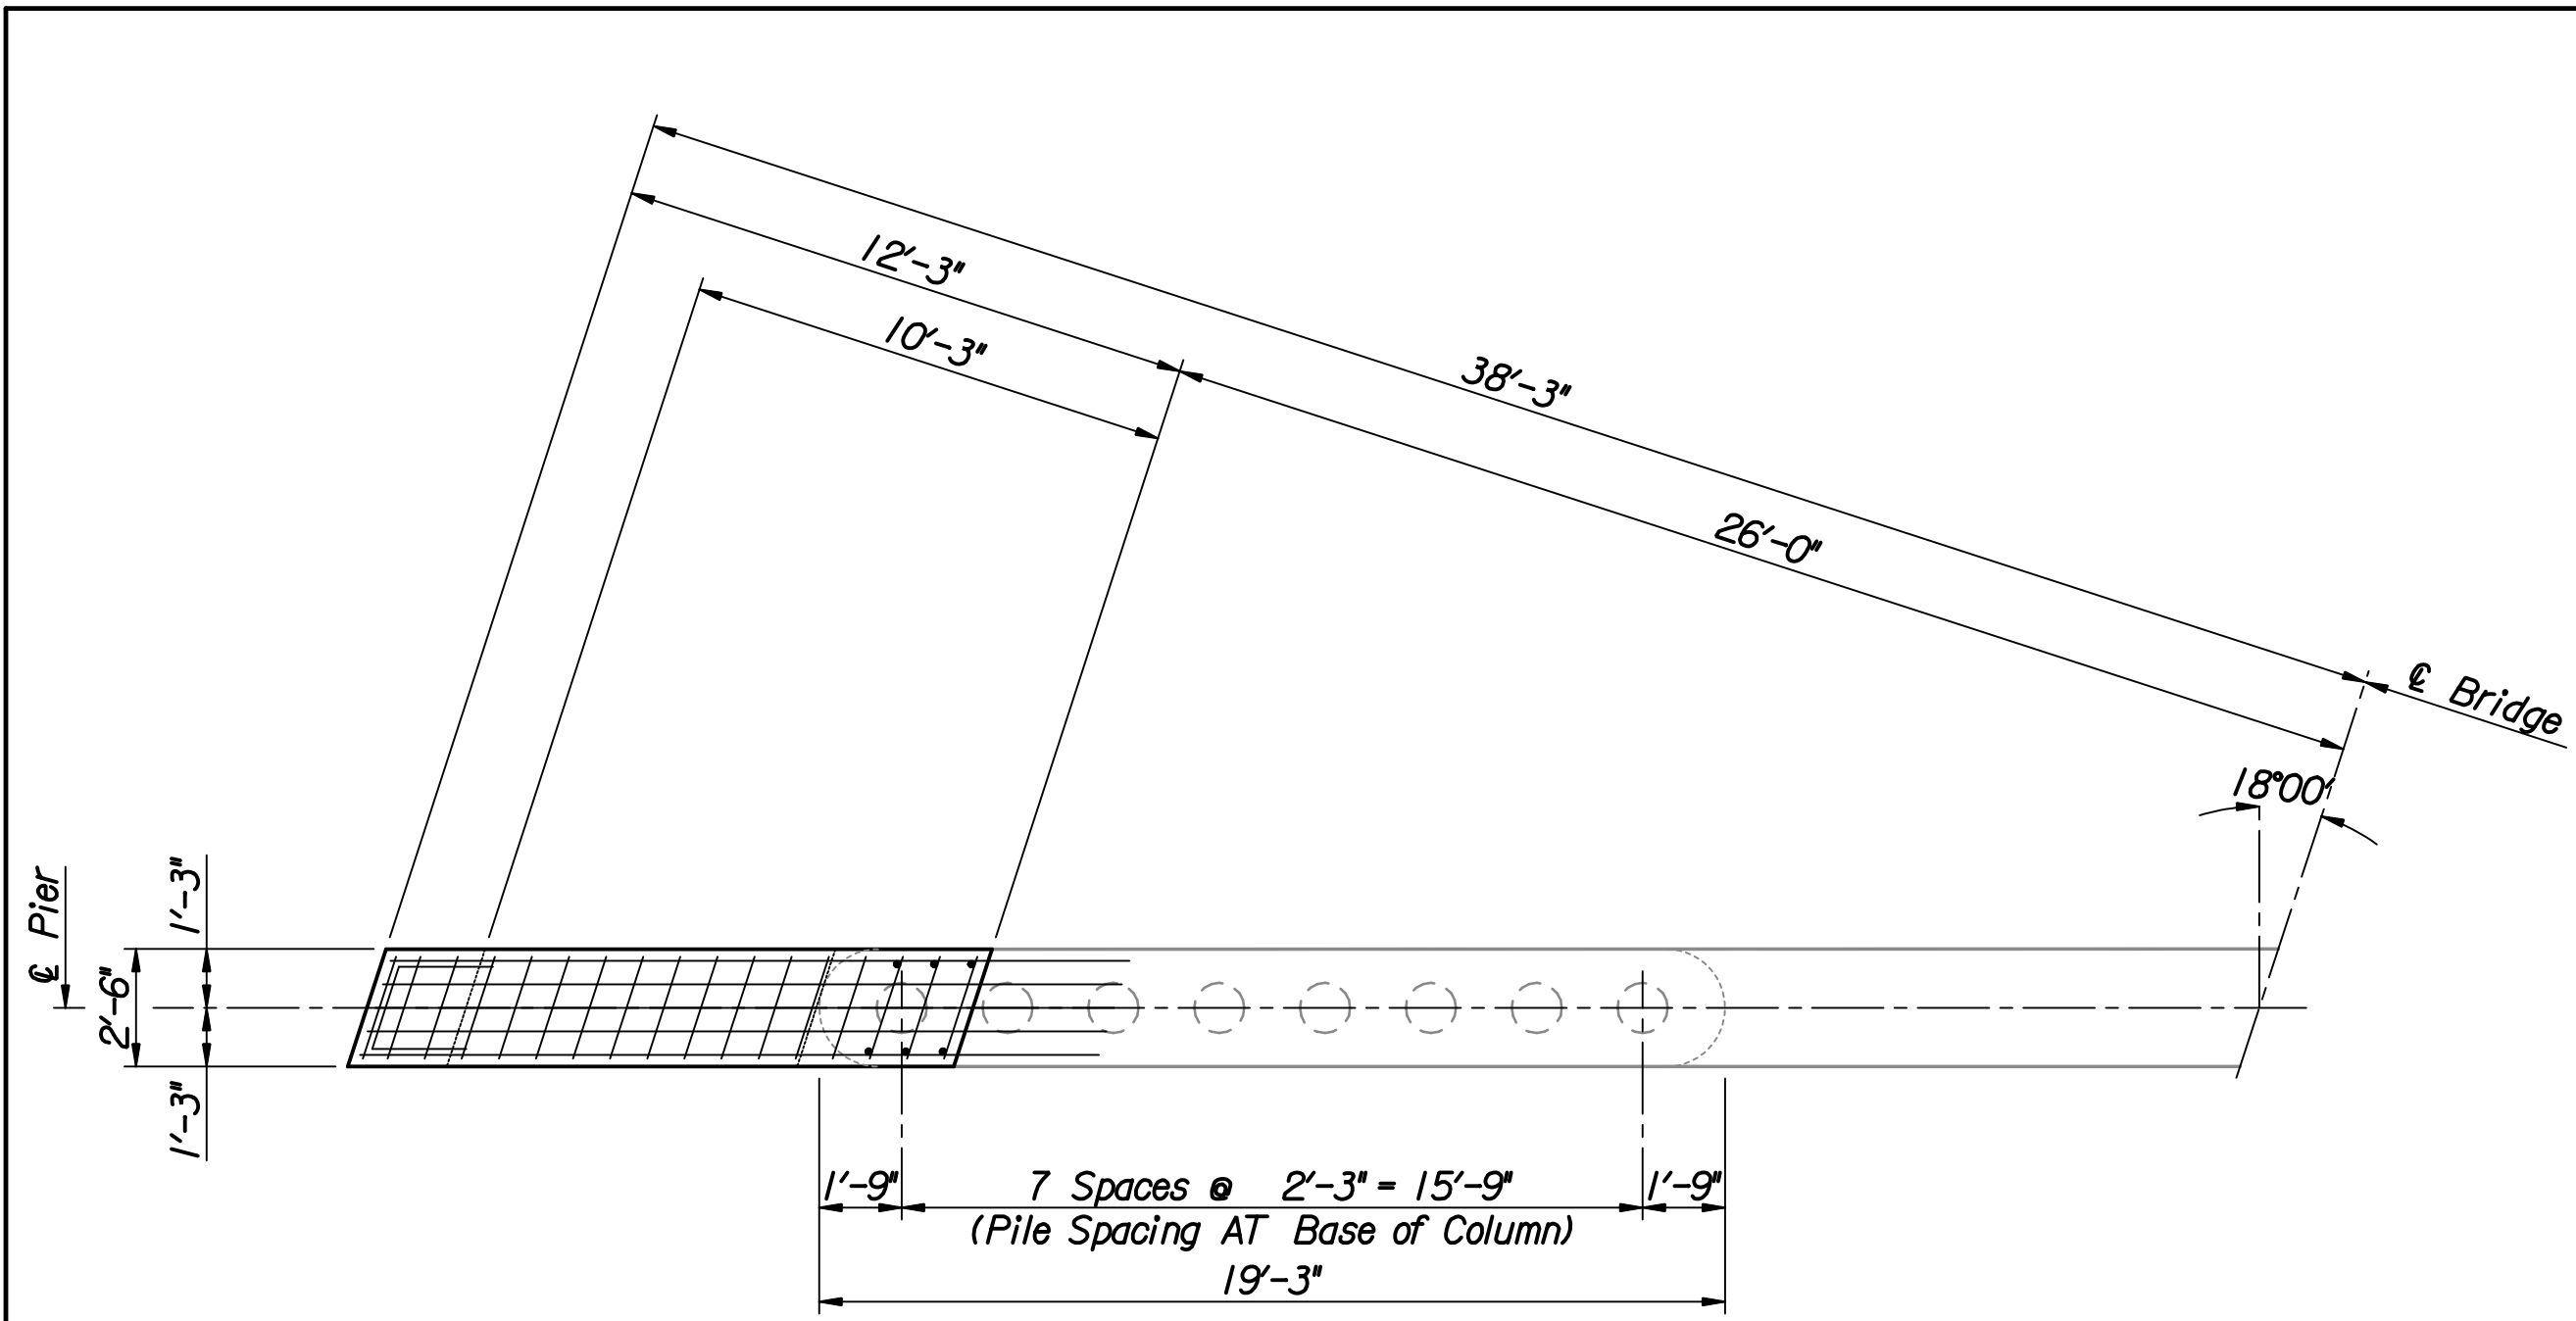 12'-3"
10'-3"
38'-3"
26'-0"
℄ Bridge
18°00'
℄ Pier
1'-3"
2'-6"
1'-3"
1'-9"
7 Spaces @ 2'-3" = 15'-9"
1'-9"
(Pile Spacing AT Base of Column)
19'-3"